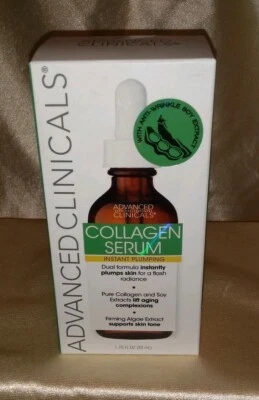 ADVANCED CLINICALS®
WITH ANTI-WRINKLE SOY EXTRACT
ADVANCED
CLINICALS®
COLLAGEN
SERUM
INSTANT PLUMPING
Dual formula instantly
plumps skin for a flash
radiance
Pure Collagen and Soy
Extracts lift aging
complexions
Firming Algae Extract
supports skin tone